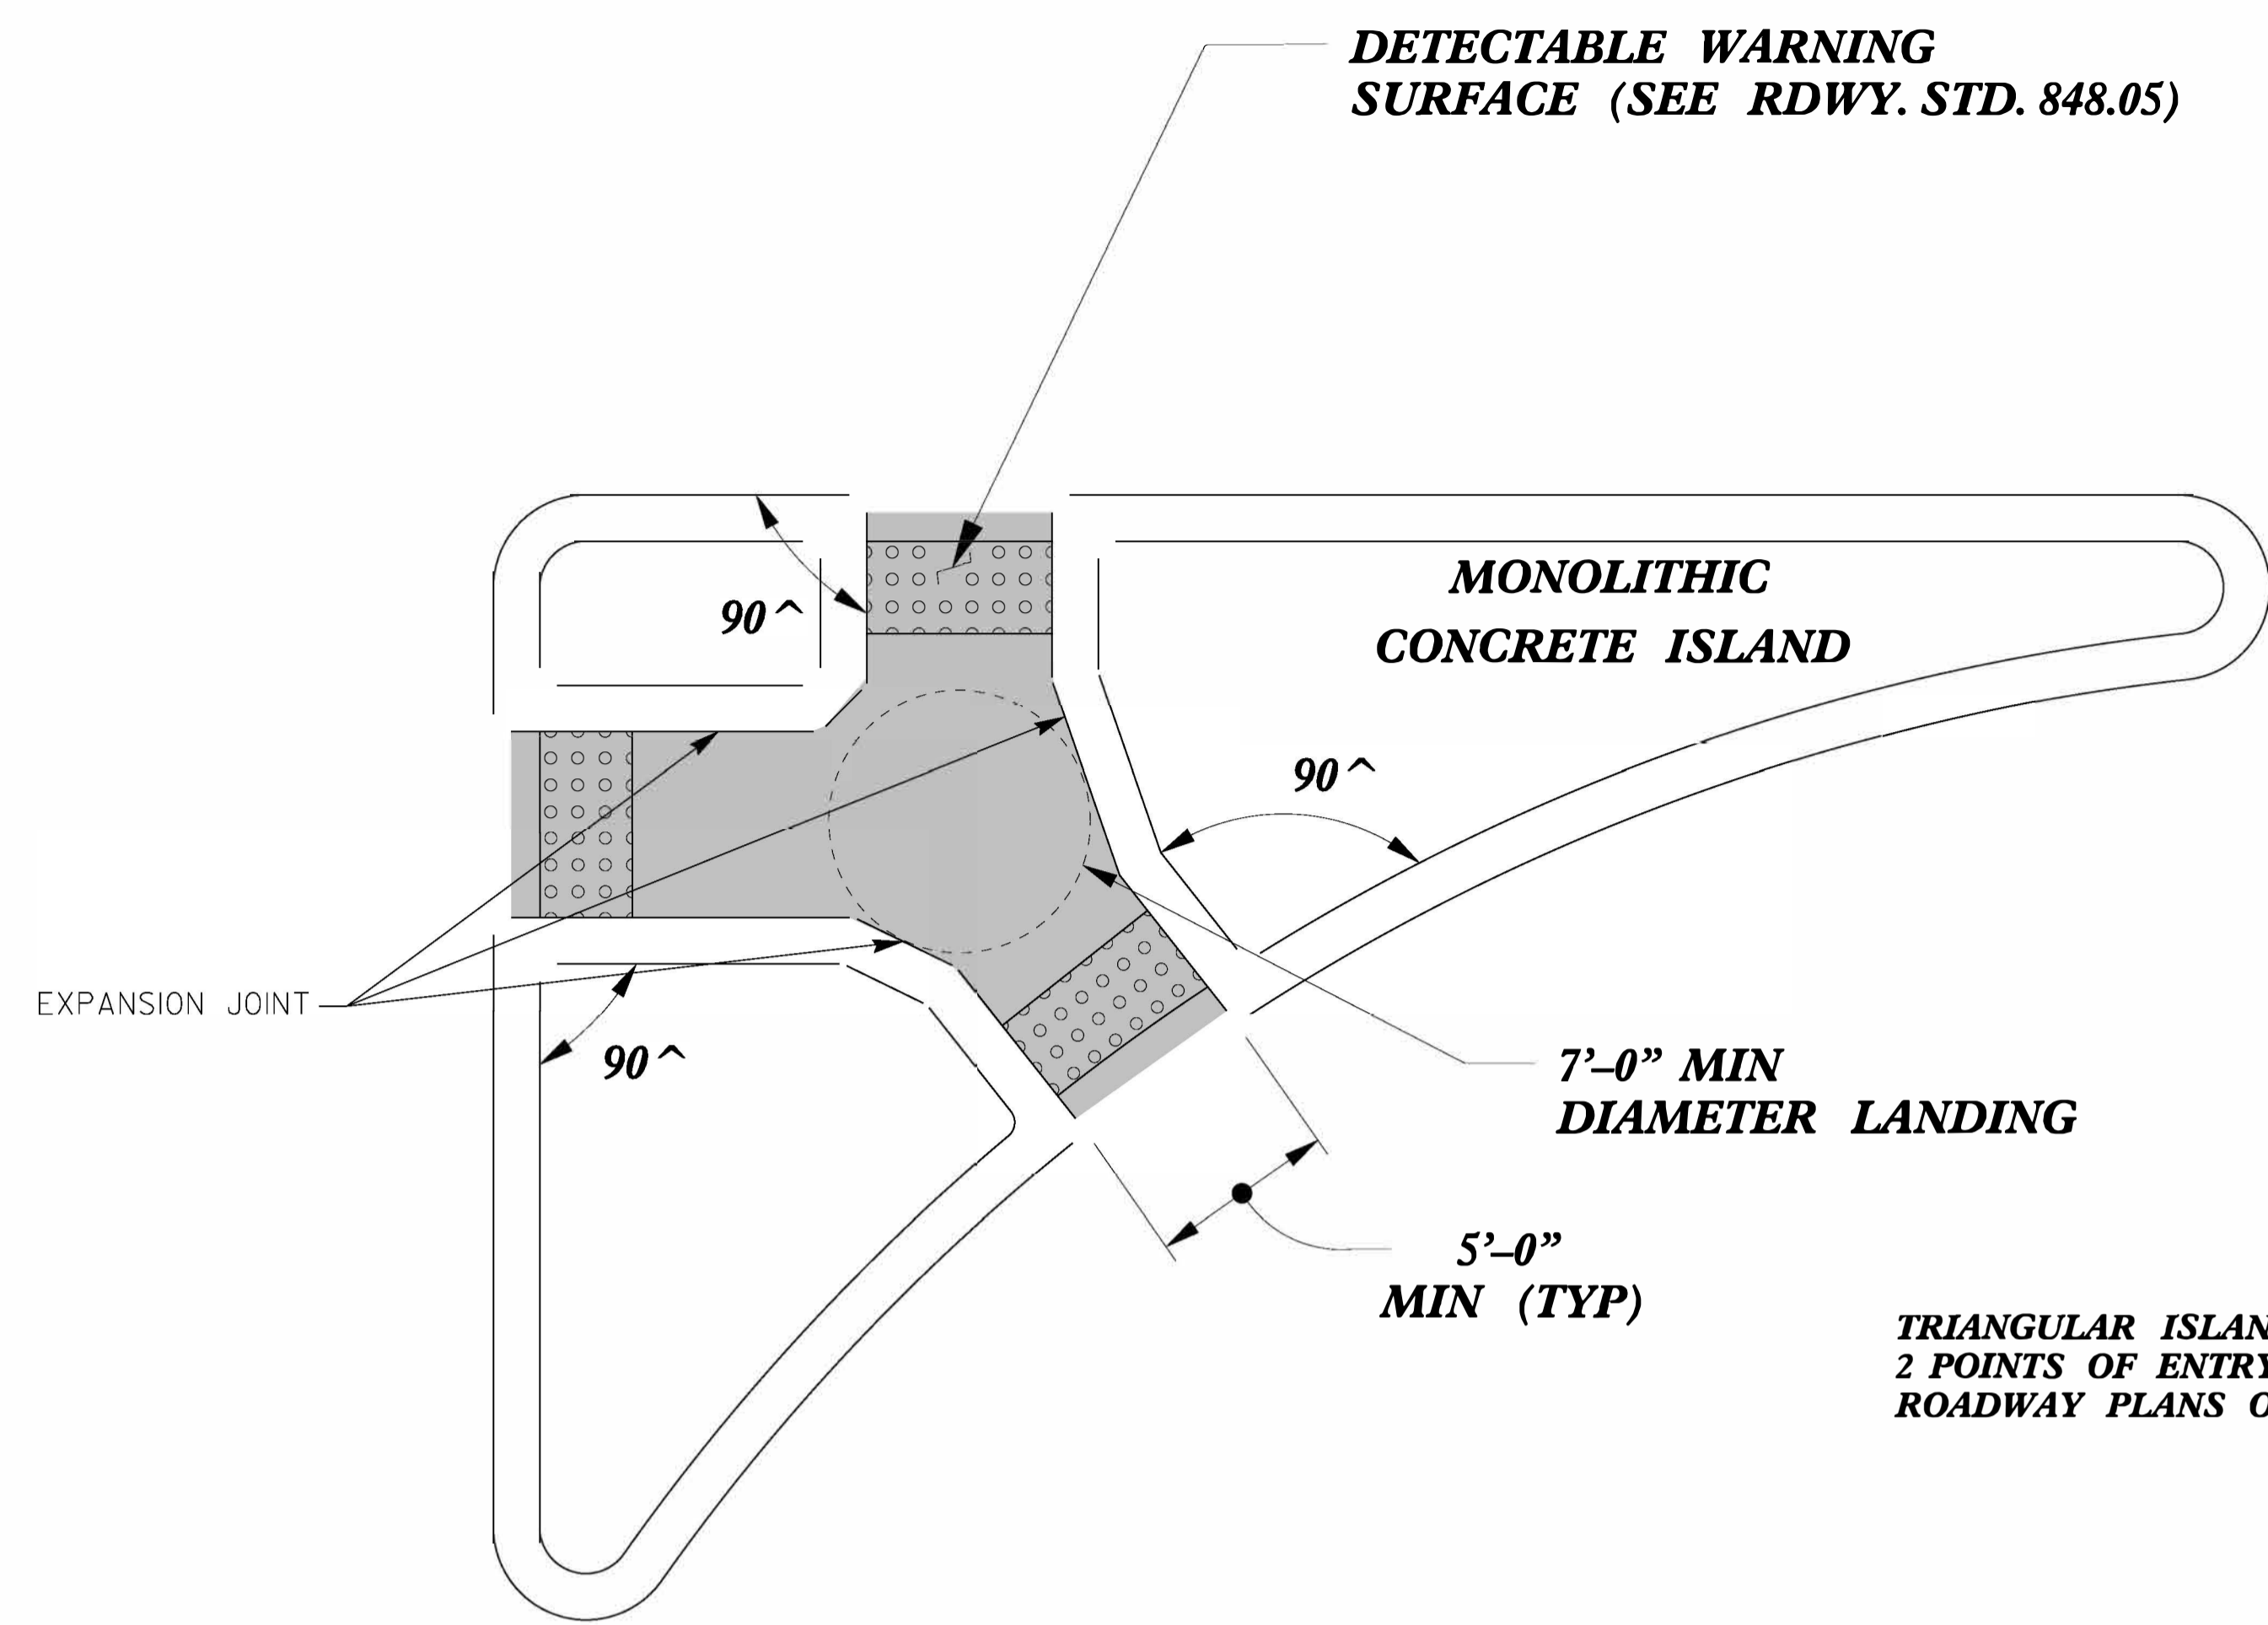 DETECTABLE WARNING
SURFACE (SEE RDWY. STD. 848.05)
MONOLITHIC
CONCRETE ISLAND
90^
90^
EXPANSION JOINT
90^
7’–0” MIN
DIAMETER LANDING
5’–0”
MIN (TYP)
TRIANGULAR ISLAN
2 POINTS OF ENTRY
ROADWAY PLANS O